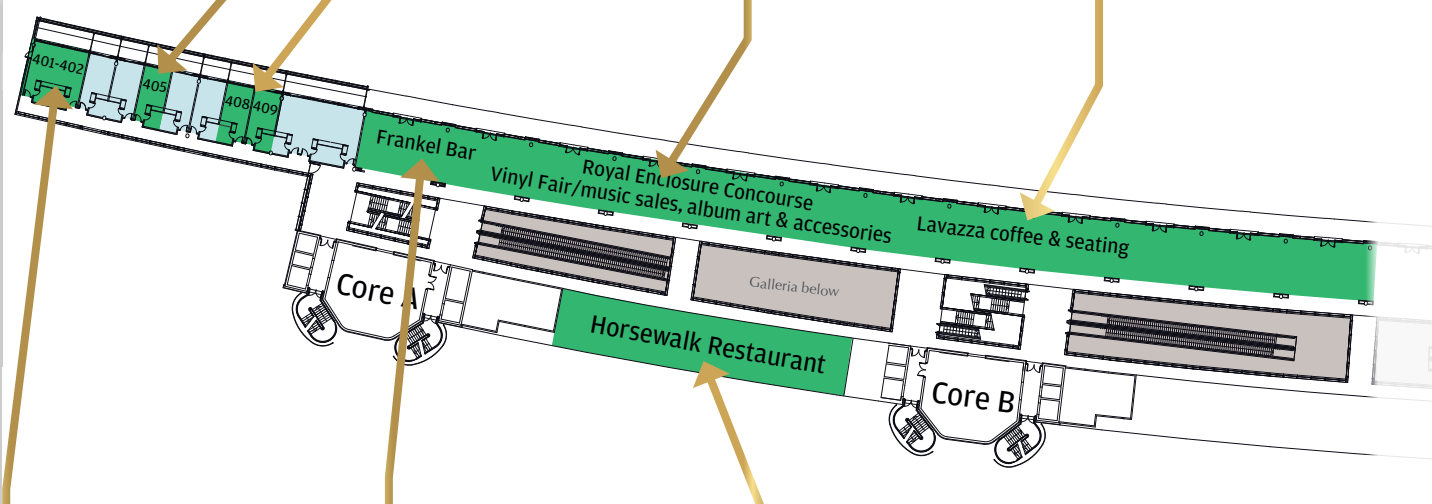 401-402
405
408
409
Frankel Bar
Royal Enclosure Concourse
Vinyl Fair/music sales, album art & accessories
Lavazza coffee & seating
Galleria below
Core A
Horsewalk Restaurant
Core B